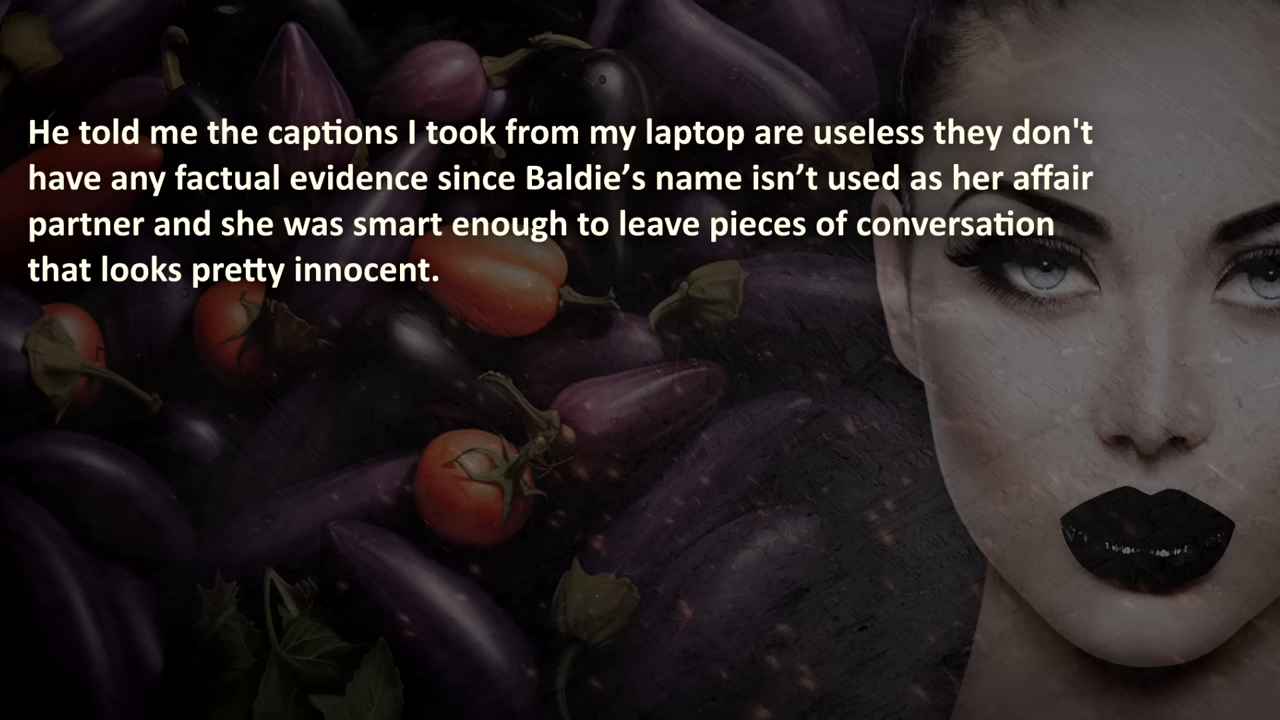 He told me the captions I took from my laptop are useless they don't
have any factual evidence since Baldie’s name isn’t used as her affair
partner and she was smart enough to leave pieces of conversation
that looks pretty innocent.